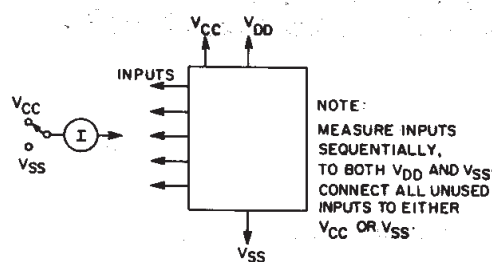 VCC VDD
INPUTS
VCC
I
VSS
NOTE:
MEASURE INPUTS
SEQUENTIALLY,
TO BOTH VDD AND VSS.
CONNECT ALL UNUSED
INPUTS TO EITHER
VCC OR VSS.
VSS